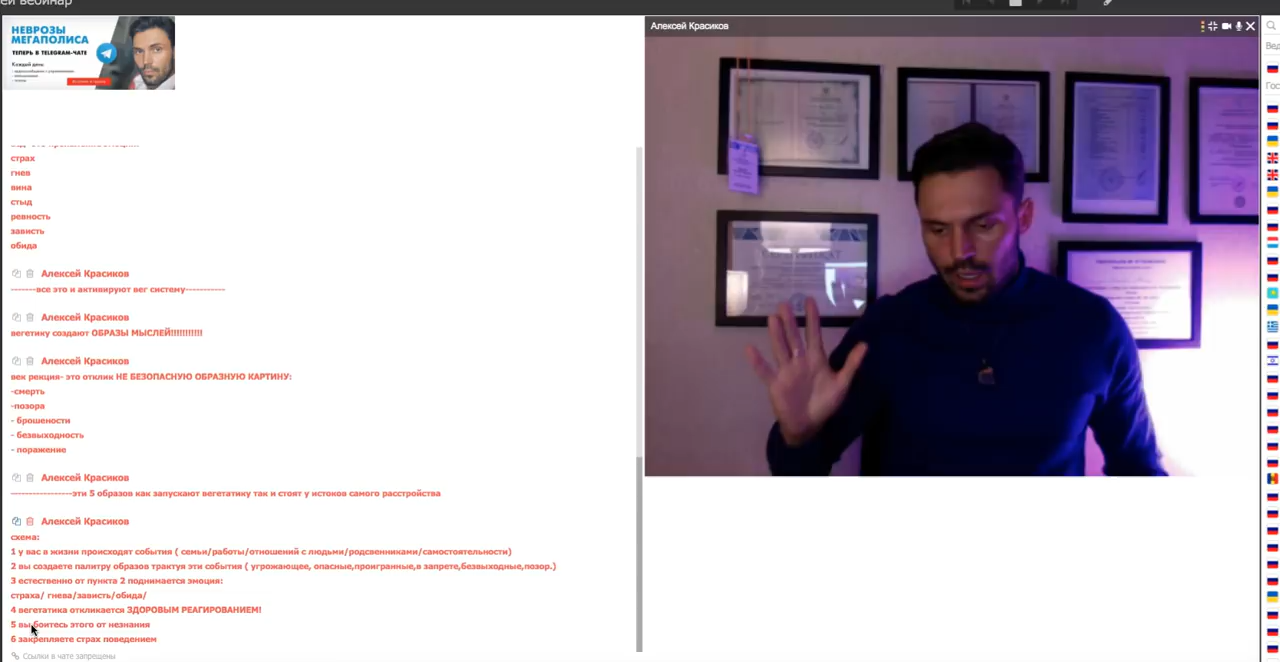 ей вебинар
НЕВРОЗЫ
МЕГАПОЛИСА
ТЕПЕРЬ В TELEGRAM-ЧАТЕ
Каждый день:
страх
гнев
вина
стыд
ревность
зависть
обида
Алексей Красиков
-------все это и активируют вег систему-----------
Алексей Красиков
вегетику создают ОБРАЗЫ МЫСЛЕЙ!!!!!!!!!!!
Алексей Красиков
век рекция- это отклик НЕ БЕЗОПАСНУЮ ОБРАЗНУЮ КАРТИНУ:
-смерть
-позора
- брошености
- безвыходность
- поражение
Алексей Красиков
-----------------эти 5 образов как запускают вегетатику так и стоят у истоков самого расстройства
Алексей Красиков
схема:
1 у вас в жизни происходят события ( семьи/работы/отношений с людьми/родсвенниками/самостоятельности)
2 вы создаете палитру образов трактуя эти события ( угрожающее, опасные,проигранные,в запрете,безвыходные,позор.)
3 естественно от пункта 2 поднимается эмоция:
страха/ гнева/зависть/обида/
4 вегетатика откликается ЗДОРОВЫМ РЕАГИРОВАНИЕМ!
5 вы боитесь этого от незнания
6 закрепляете страх поведением
Ссылки в чате запрещены
Алексей Красиков
Вед
Гос